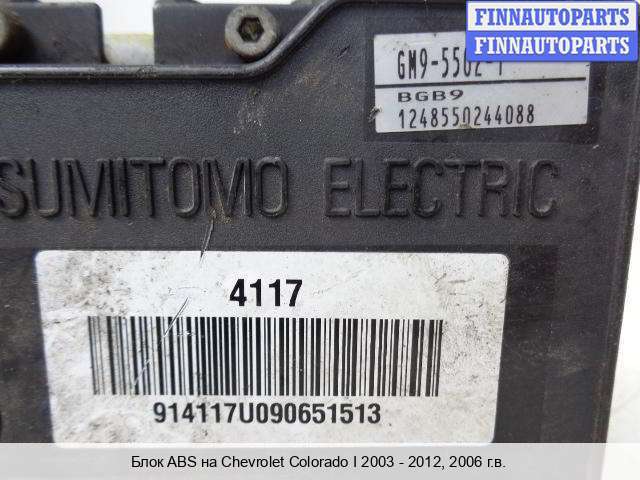 FINNAUTOPARTS
FINNAUTOPARTS
BGB9
1248550244088
SUMITOMO ELECTRIC
4117
914117U090651513
Блок ABS на Chevrolet Colorado I 2003 - 2012, 2006 г.в.